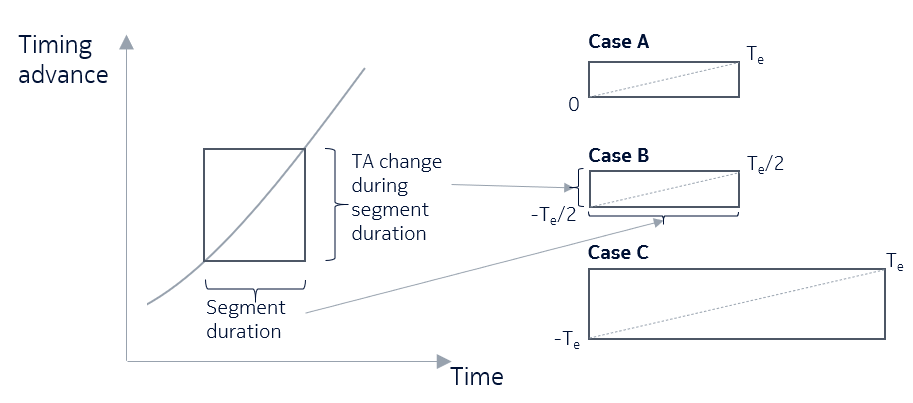 Timing
advance
TA change
during
segment
duration
Segment
duration
Time
Case A
Te
0
Case B
Te/2
-Te/2
Case C
Te
-Te